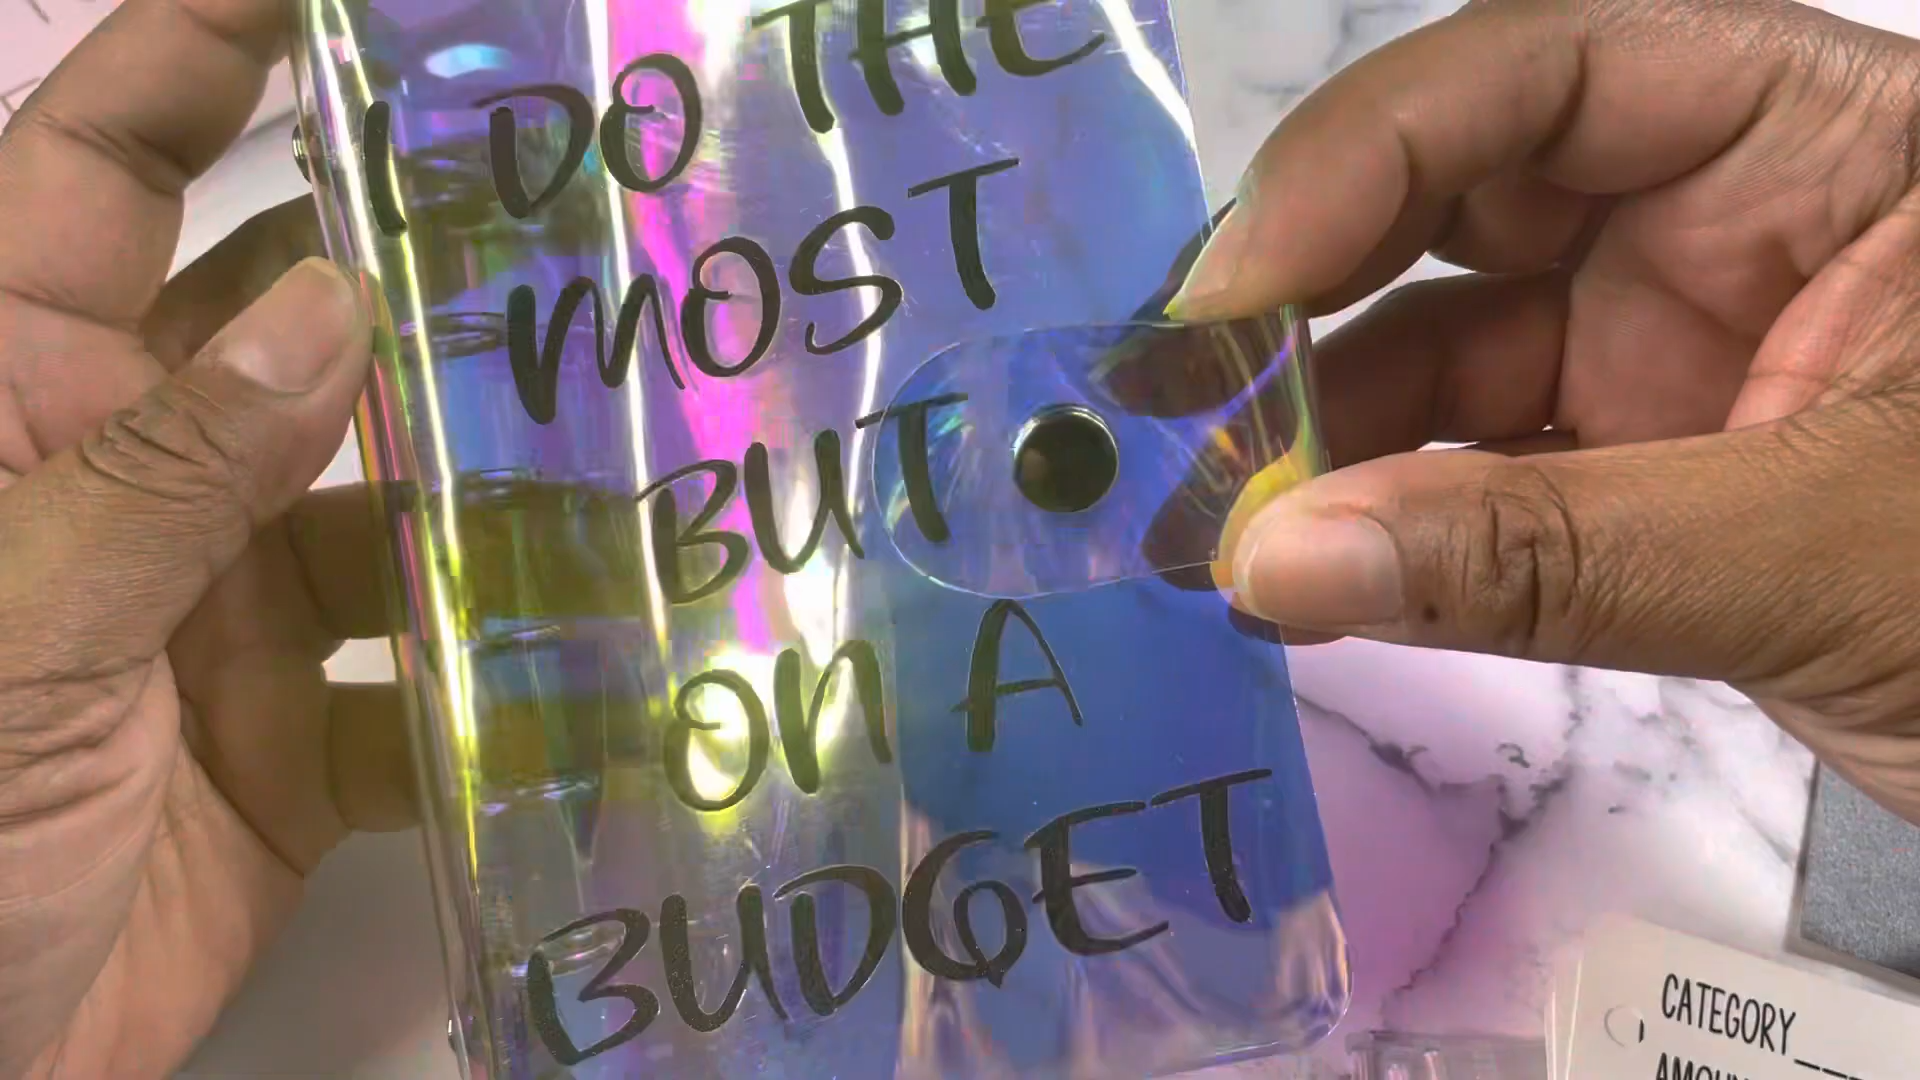 I DO THE
MOST
BUT
ON A
BUDGET
CATEGORY